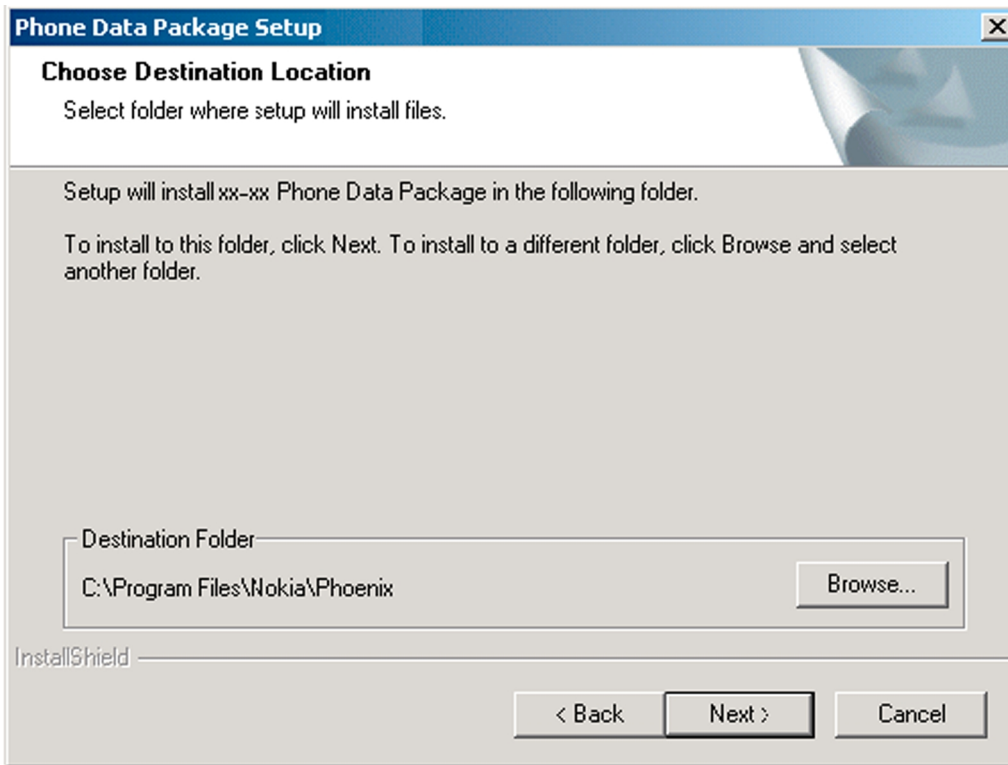 Phone Data Package Setup
Choose Destination Location
Select folder where setup will install files.
Setup will install xx-xx Phone Data Package in the following folder.
To install to this folder, click Next. To install to a different folder, click Browse and select
another folder.
Destination Folder
C:\Program Files\Nokia\Phoenix
Browse...
InstallShield
< Back
Next >
Cancel